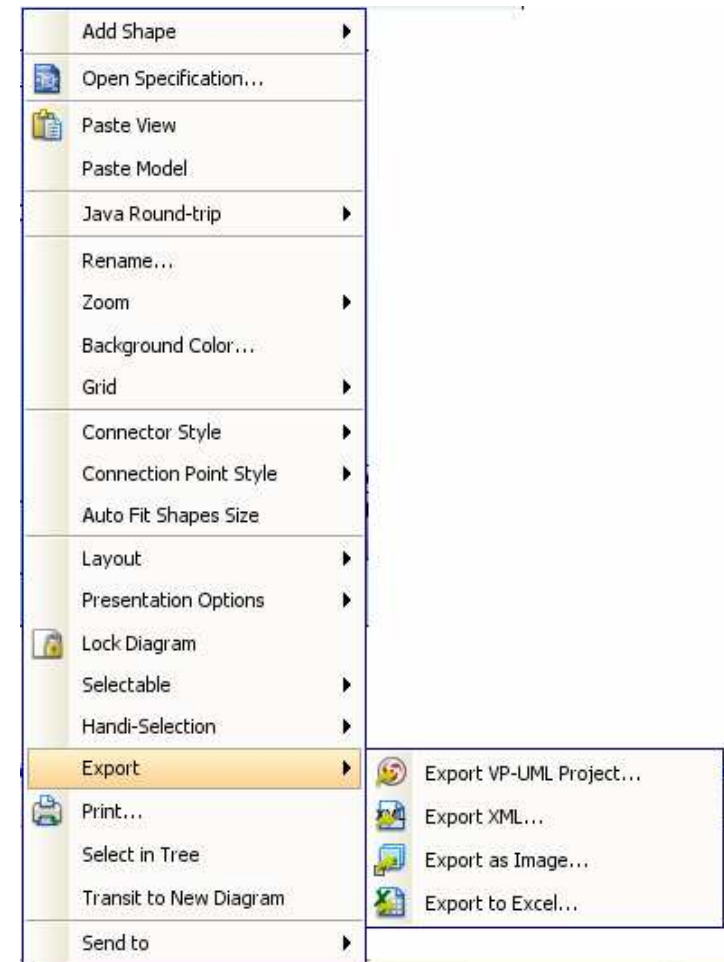 Add Shape
Open Specification...
Paste View
Paste Model
Java Round-trip
Rename...
Zoom
Background Color...
Grid
Connector Style
Connection Point Style
Auto Fit Shapes Size
Layout
Presentation Options
Lock Diagram
Selectable
Handi-Selection
Export
Export VP-UML Project...
Print...
Export XML...
Select in Tree
Export as Image...
Transit to New Diagram
Export to Excel...
Send to